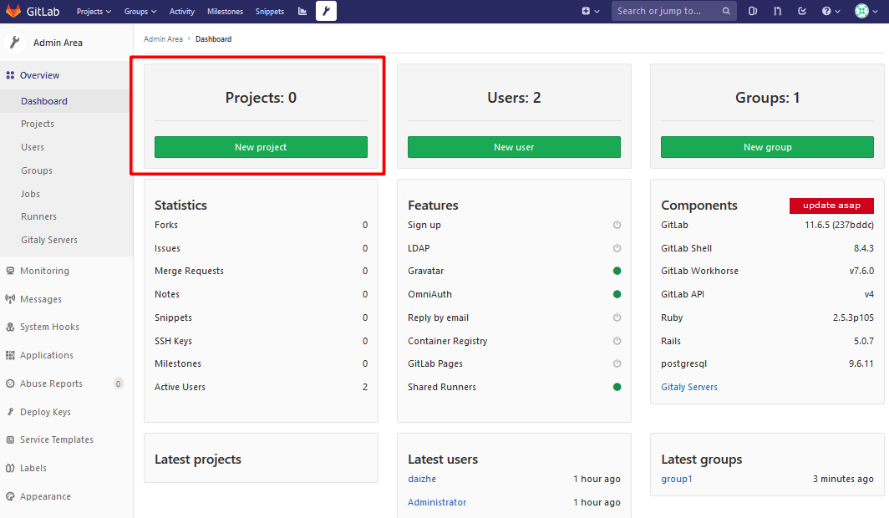 GitLab Projects Groups Activity Milestones Snippets Search or jump to...
Admin Area
Overview
Dashboard
Projects
Users
Groups
Jobs
Runners
Gitaly Servers
Monitoring
Messages
System Hooks
Applications
Abuse Reports 0
Deploy Keys
Service Templates
Labels
Appearance
Admin Area › Dashboard
Projects: 0
New project
Users: 2
New user
Groups: 1
New group
Statistics
Forks 0
Issues 0
Merge Requests 0
Notes 0
Snippets 0
SSH Keys 0
Milestones 0
Active Users 2
Features
Sign up
LDAP
Gravatar
OmniAuth
Reply by email
Container Registry
GitLab Pages
Shared Runners
Components update asap
GitLab 11.6.5 (237bddc)
GitLab Shell 8.4.3
GitLab Workhorse v7.6.0
GitLab API v4
Ruby 2.5.3p105
Rails 5.0.7
postgresql 9.6.11
Gitaly Servers
Latest projects
Latest users
daizhe 1 hour ago
Administrator 1 hour ago
Latest groups
group1 3 minutes ago